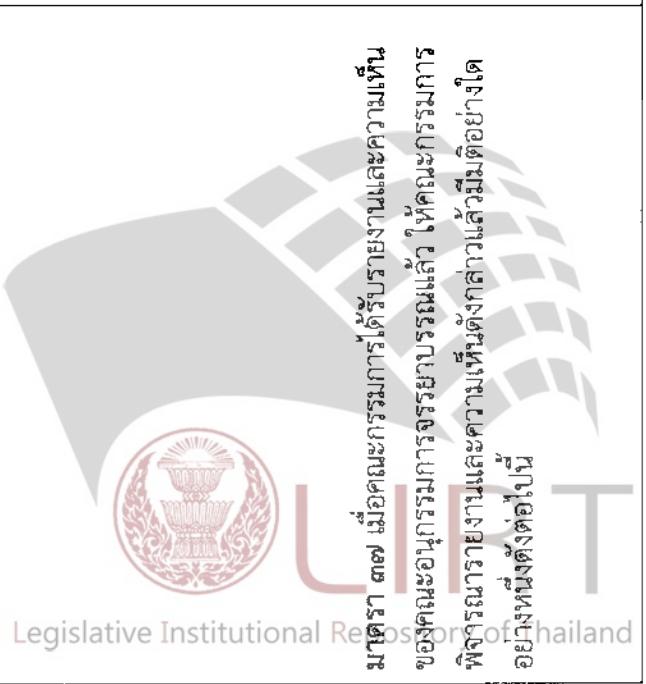 มาตรา ๓๗ เมื่อคณะกรรมการได้รับรายงานและความเห็น
ของคณะอนุกรรมการจรรยาบรรณแล้ว ให้คณะกรรมการ
พิจารณารายงานและความเห็นดังกล่าวแล้วมีมติอย่างใด
อย่างหนึ่งดังต่อไปนี้
LIRT
Legislative Institutional Repository of Thailand